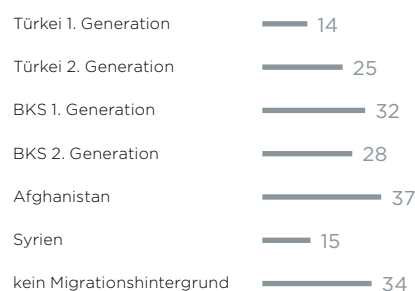 Türkei 1. Generation 14
Türkei 2. Generation 25
BKS 1. Generation 32
BKS 2. Generation 28
Afghanistan 37
Syrien 15
kein Migrationshintergrund 34